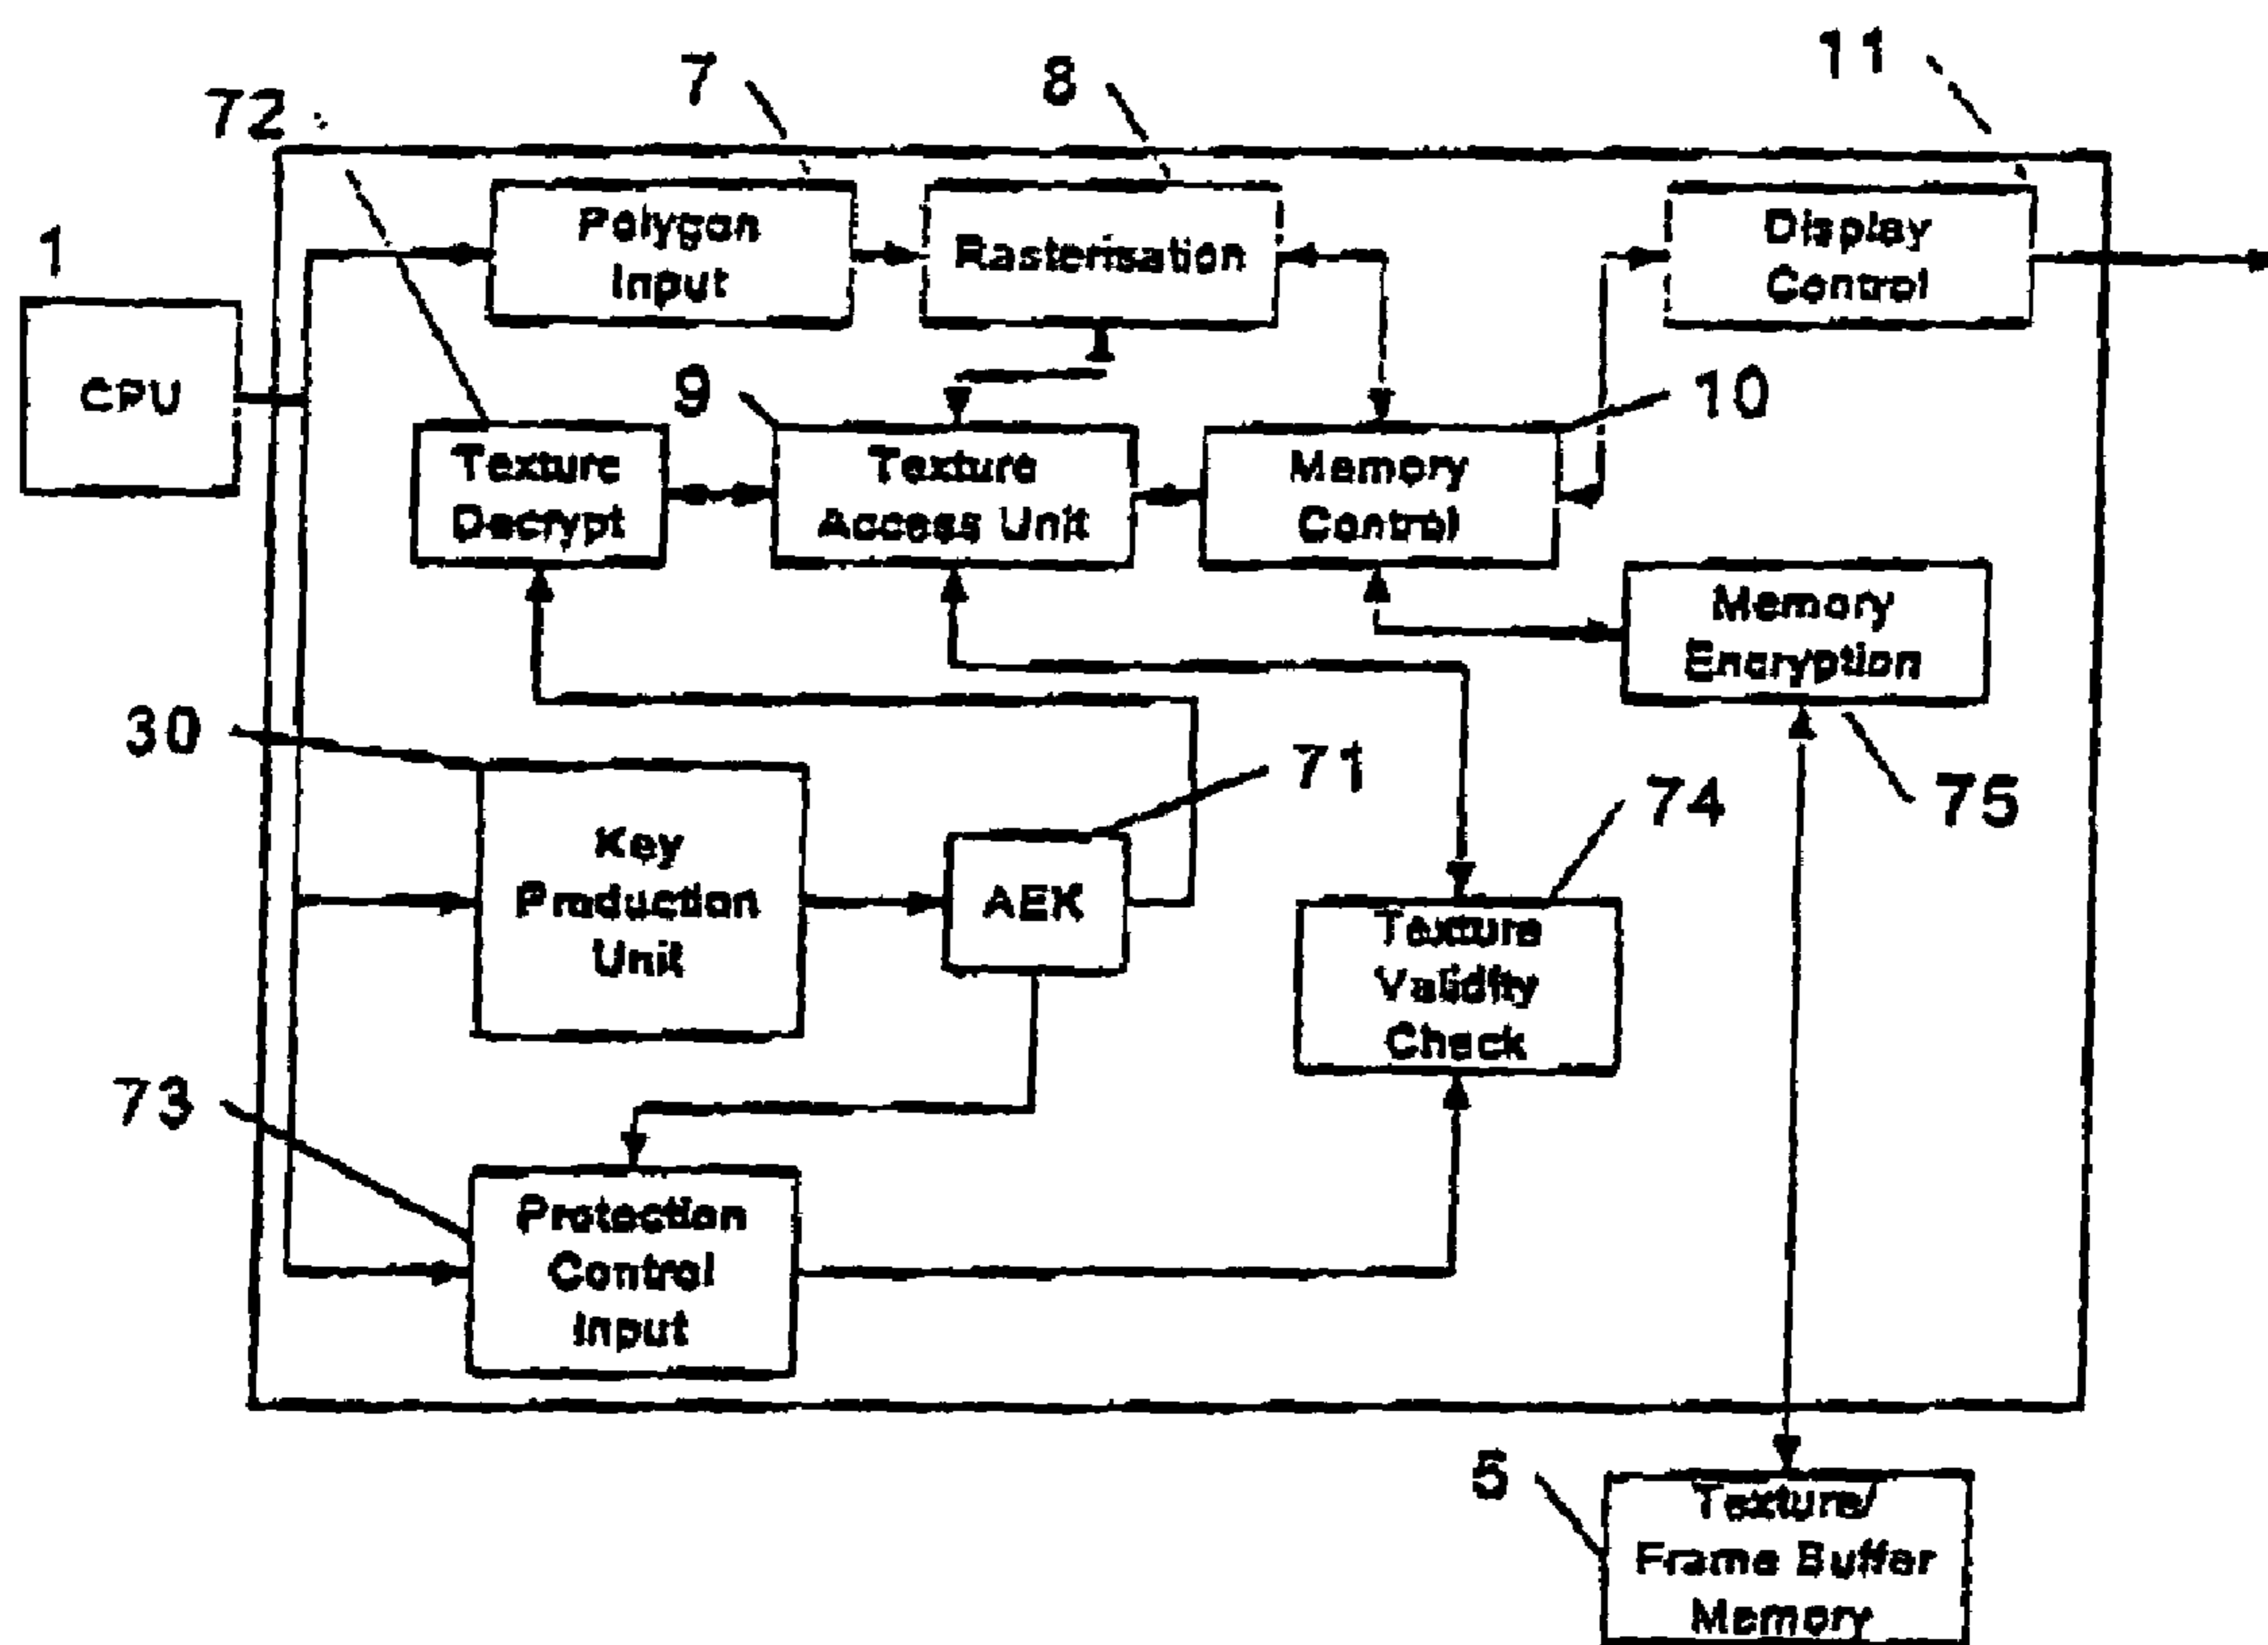 7
8
11
72
Polygon
Input
Rasterisation
Display
Control
1
CPU
9
10
Texture
Decrypt
Texture
Access Unit
Memory
Control
Memory
Encryption
30
71
74
75
Key
Production
Unit
AEK
Texture
Validity
Check
73
Protection
Control
Input
5
Texture/
Frame Buffer
Memory